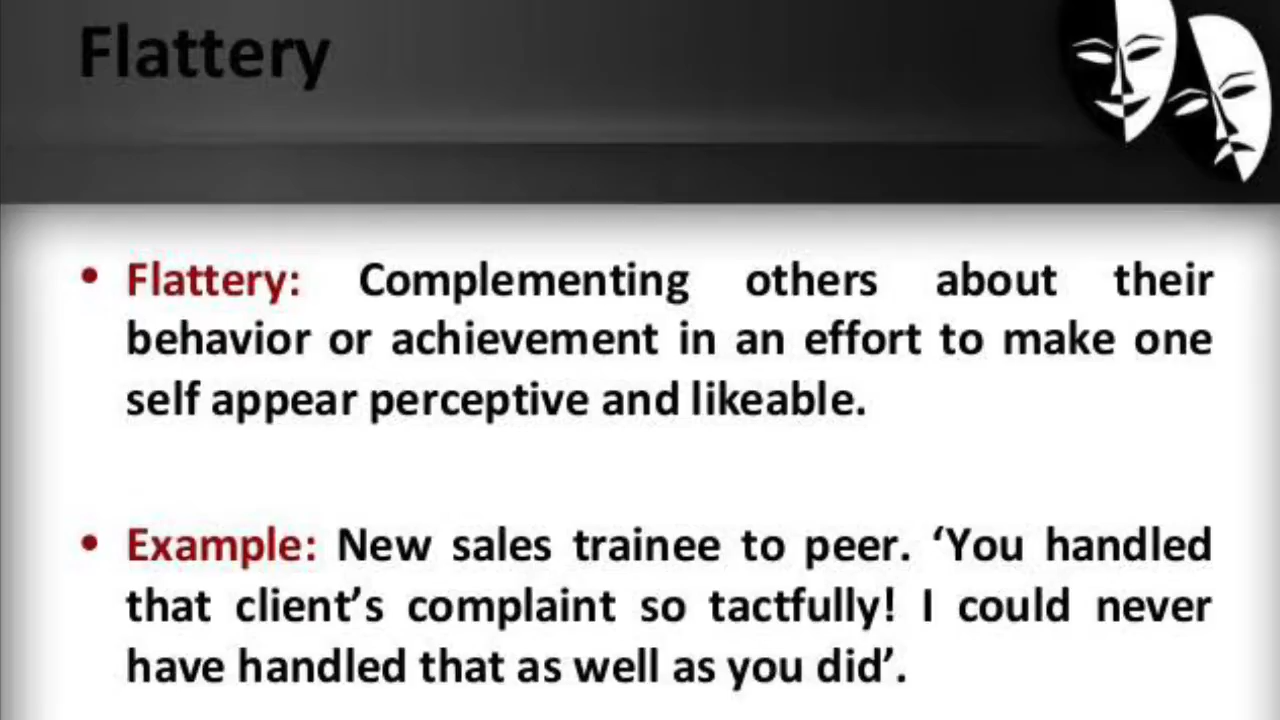 Flattery
• Flattery: Complementing others about their
behavior or achievement in an effort to make one
self appear perceptive and likeable.
• Example: New sales trainee to peer. ‘You handled
that client’s complaint so tactfully! I could never
have handled that as well as you did’.